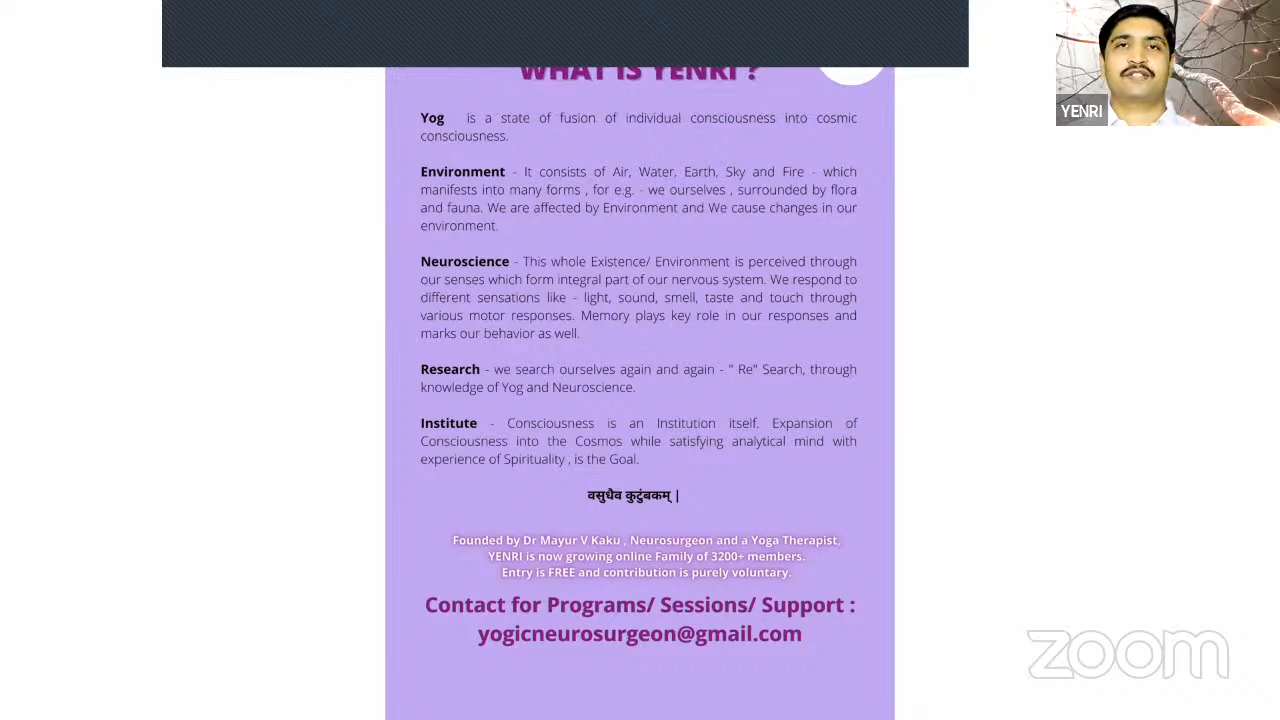 WHAT IS YENRI ?
YENRI
Yog is a state of fusion of individual consciousness into cosmic
consciousness.
Environment - It consists of Air, Water, Earth, Sky and Fire - which
manifests into many forms , for e.g. - we ourselves , surrounded by flora
and fauna. We are affected by Environment and We cause changes in our
environment.
Neuroscience - This whole Existence/ Environment is perceived through
our senses which form integral part of our nervous system. We respond to
different sensations like - light, sound, smell, taste and touch through
various motor responses. Memory plays key role in our responses and
marks our behavior as well.
Research - we search ourselves again and again - " Re" Search, through
knowledge of Yog and Neuroscience.
Institute - Consciousness is an Institution itself. Expansion of
Consciousness into the Cosmos while satisfying analytical mind with
experience of Spirituality , is the Goal.
वसुधैव कुटुंबकम् |
Founded by Dr Mayur V Kaku , Neurosurgeon and a Yoga Therapist,
YENRI is now growing online Family of 3200+ members.
Entry is FREE and contribution is purely voluntary.
Contact for Programs/ Sessions/ Support :
yogicneurosurgeon@gmail.com
zoom